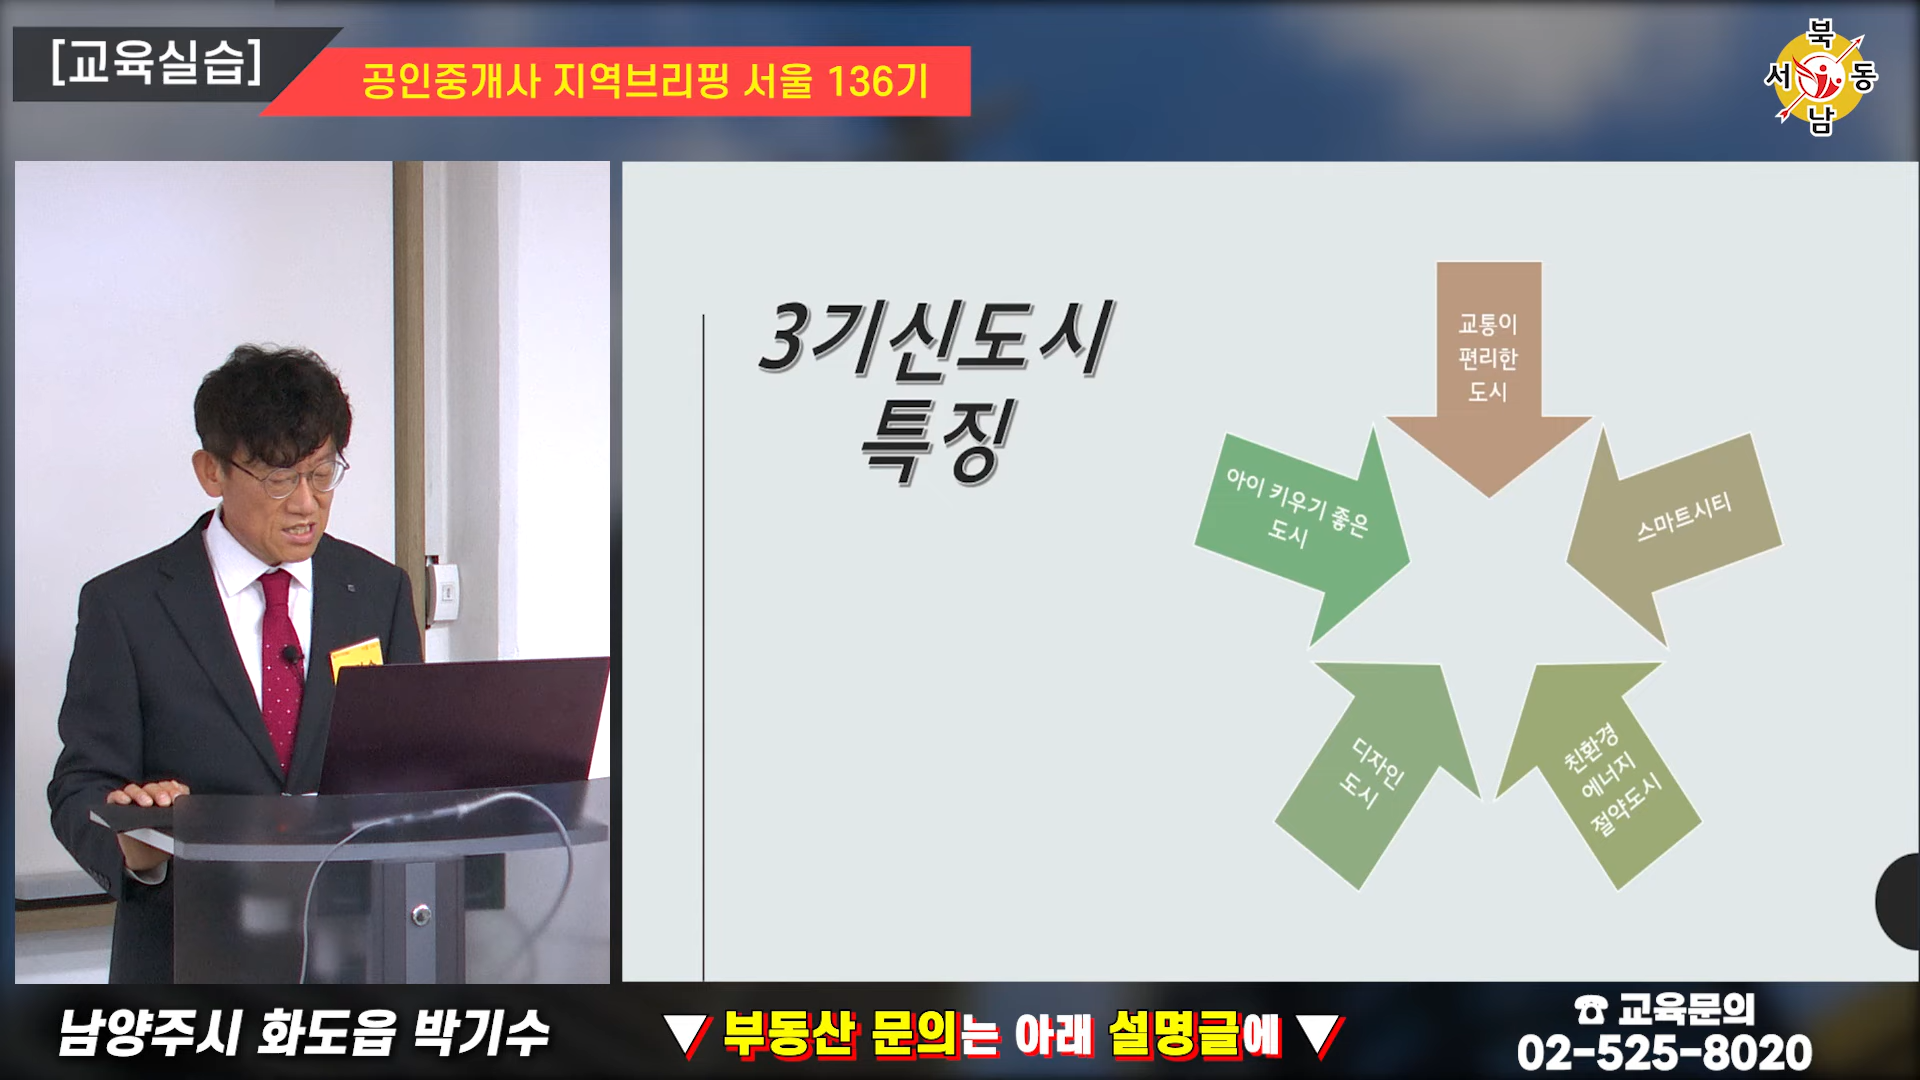 [교육실습]
공인중개사 지역브리핑 서울 136기
북
서 동
남
3기신도시
특징
교통이
편리한
도시
아이 키우기 좋은
도시
스마트시티
디자인
도시
친환경
에너지
절약도시
남양주시 화도읍 박기수
▼ 부동산 문의는 아래 설명글에 ▼
☎ 교육문의
02-525-8020